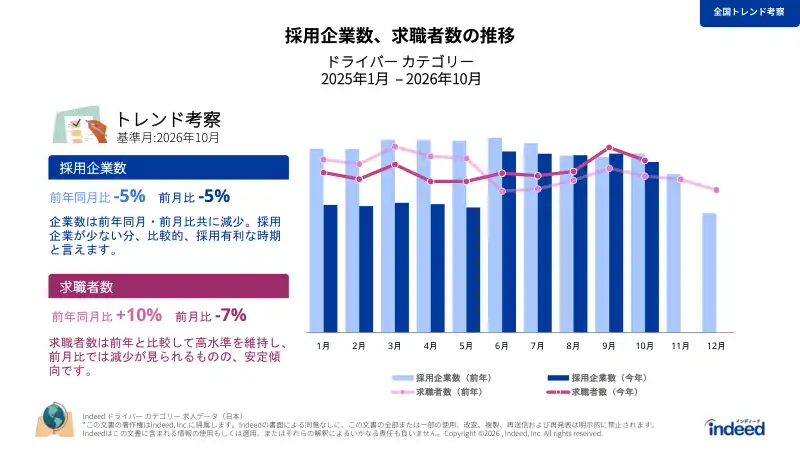 全国トレンド考察
採用企業数、求職者数の推移
ドライバー カテゴリー
2025年1月 – 2026年10月
トレンド考察
基準月:2026年10月
採用企業数
前年同月比 -5% 前月比 -5%
企業数は前年同月・前月比共に減少。採用
企業が少ない分、比較的、採用有利な時期
と言えます。
求職者数
前年同月比 +10% 前月比 -7%
求職者数は前年と比較して高水準を維持し、
前月比では減少が見られるものの、安定傾
向です。
1月 2月 3月 4月 5月 6月 7月 8月 9月 10月 11月 12月
採用企業数（前年） 採用企業数（今年）
求職者数（前年） 求職者数（今年）
Indeed ドライバー カテゴリー 求人データ（日本）
*この文書の著作権はIndeed, Inc.に帰属します。Indeedの書面による同意なしに、この文書の全部または一部の使用、改変、複製、再送信および再発表は明示的に禁止されます。
Indeedはこの文書に含まれる情報の使用もしくは適用、またはそれらの解釈によるいかなる責任も負いません。Copyright ©2026 , Indeed, Inc. All rights reserved.
インディード
indeed